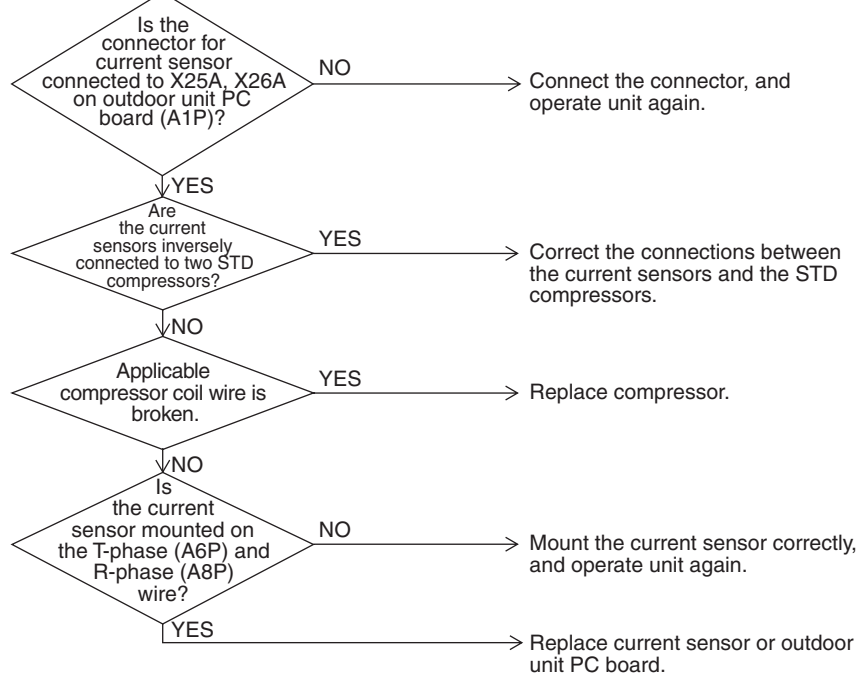 Is the
connector for
current sensor
connected to X25A, X26A
on outdoor unit PC
board (A1P)?
NO
Connect the connector, and
operate unit again.
YES
Are
the current
sensors inversely
connected to two STD
compressors?
YES
Correct the connections between
the current sensors and the STD
compressors.
NO
Applicable
compressor coil wire is
broken.
YES
Replace compressor.
NO
Is
the current
sensor mounted on
the T-phase (A6P) and
R-phase (A8P)
wire?
NO
Mount the current sensor correctly,
and operate unit again.
YES
Replace current sensor or outdoor
unit PC board.